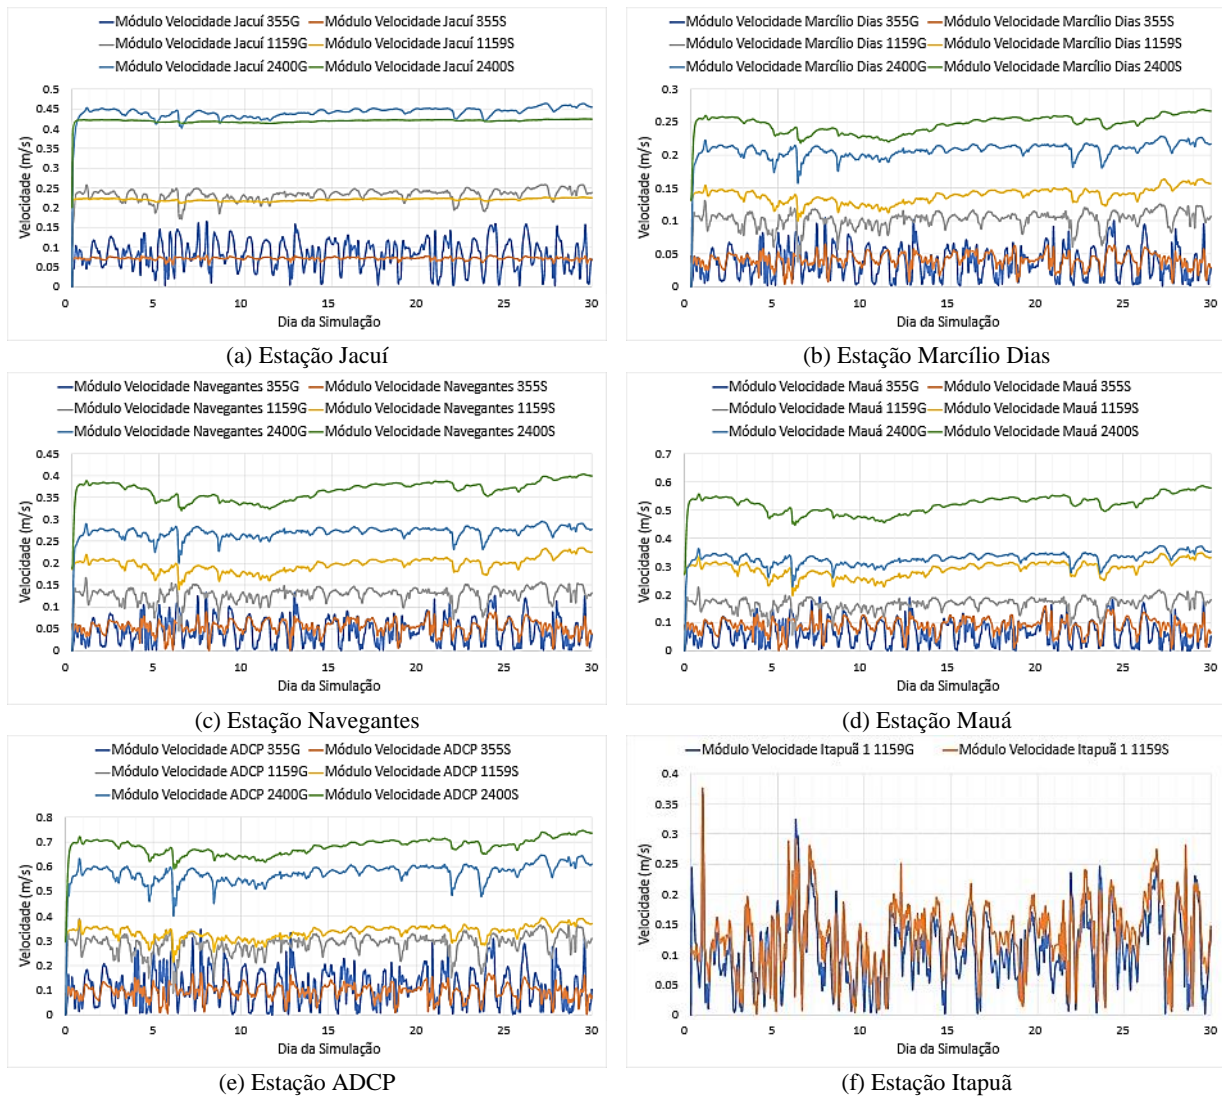 Módulo Velocidade Jacuí 355G Módulo Velocidade Jacuí 355S
Módulo Velocidade Jacuí 1159G Módulo Velocidade Jacuí 1159S
Módulo Velocidade Jacuí 2400G Módulo Velocidade Jacuí 2400S
0.5
0.45
0.4
0.35
0.3
0.25
0.2
0.15
0.1
0.05
0
Velocidade (m/s)
0 5 10 15 20 25 30
Dia da Simulação
(a) Estação Jacuí
Módulo Velocidade Marcílio Dias 355G Módulo Velocidade Marcílio Dias 355S
Módulo Velocidade Marcílio Dias 1159G Módulo Velocidade Marcílio Dias 1159S
Módulo Velocidade Marcílio Dias 2400G Módulo Velocidade Marcílio Dias 2400S
0.3
0.25
0.2
0.15
0.1
0.05
0
Velocidade (m/s)
0 5 10 15 20 25 30
Dia da Simulação
(b) Estação Marcílio Dias
Módulo Velocidade Navegantes 355G Módulo Velocidade Navegantes 355S
Módulo Velocidade Navegantes 1159G Módulo Velocidade Navegantes 1159S
Módulo Velocidade Navegantes 2400G Módulo Velocidade Navegantes 2400S
0.45
0.4
0.35
0.3
0.25
0.2
0.15
0.1
0.05
0
Velocidade (m/s)
0 5 10 15 20 25 30
Dia da Simulação
(c) Estação Navegantes
Módulo Velocidade Mauá 355G Módulo Velocidade Mauá 355S
Módulo Velocidade Mauá 1159G Módulo Velocidade Mauá 1159S
Módulo Velocidade Mauá 2400G Módulo Velocidade Mauá 2400S
0.7
0.6
0.5
0.4
0.3
0.2
0.1
0
Velocidade (m/s)
0 5 10 15 20 25 30
Dia da Simulação
(d) Estação Mauá
Módulo Velocidade ADCP 355G Módulo Velocidade ADCP 355S
Módulo Velocidade ADCP 1159G Módulo Velocidade ADCP 1159S
Módulo Velocidade ADCP 2400G Módulo Velocidade ADCP 2400S
0.8
0.7
0.6
0.5
0.4
0.3
0.2
0.1
0
Velocidade (m/s)
0 5 10 15 20 25 30
Dia da Simulação
(e) Estação ADCP
Módulo Velocidade Itapuã 1 1159G Módulo Velocidade Itapuã 1 1159S
0.4
0.35
0.3
0.25
0.2
0.15
0.1
0.05
0
Velocidade (m/s)
0 5 10 15 20 25 30
Dia da Simulação
(f) Estação Itapuã